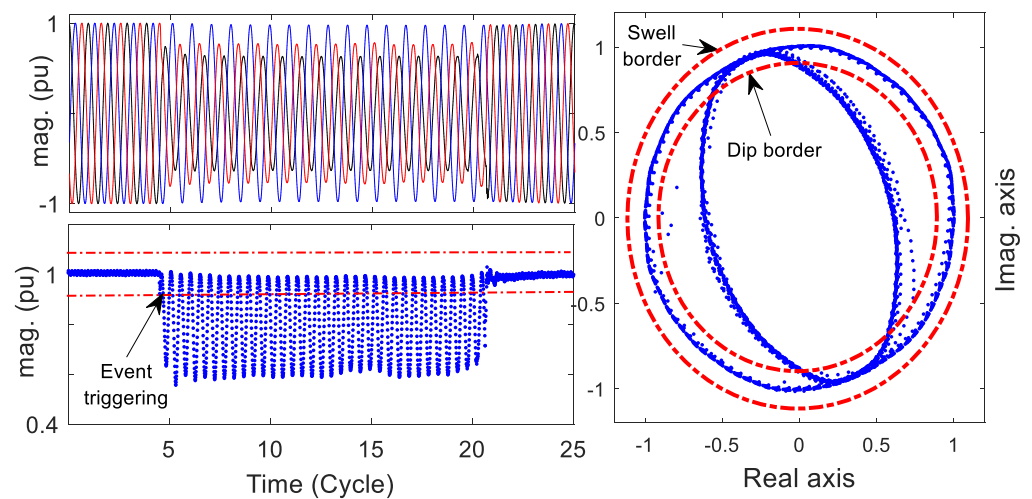 1
-1
mag. (pu)
1
0.4
mag. (pu)
Event
triggering
5
10
15
20
25
Time (Cycle)
Swell
border
Dip border
1
0.5
0
-0.5
-1
-1
-0.5
0
0.5
1
Real axis
Imag. axis